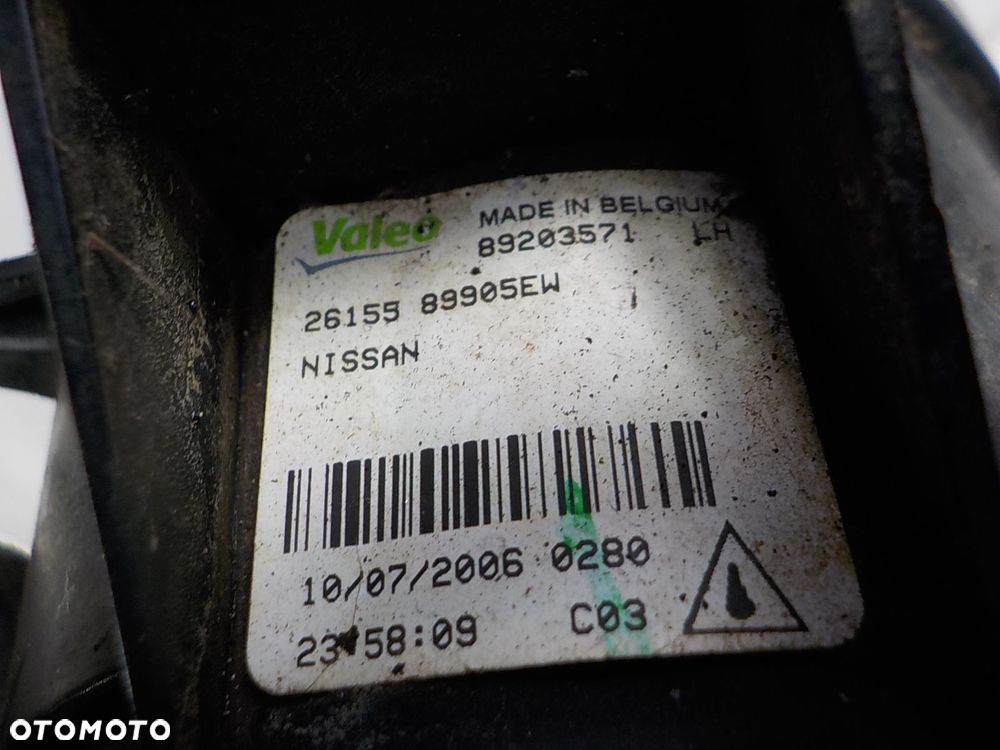 Valeo MADE IN BELGIUM
89203571 LH
26155 89905EW
NISSAN
10/07/2006 0280
23:58:09 C03
OTOMOTO